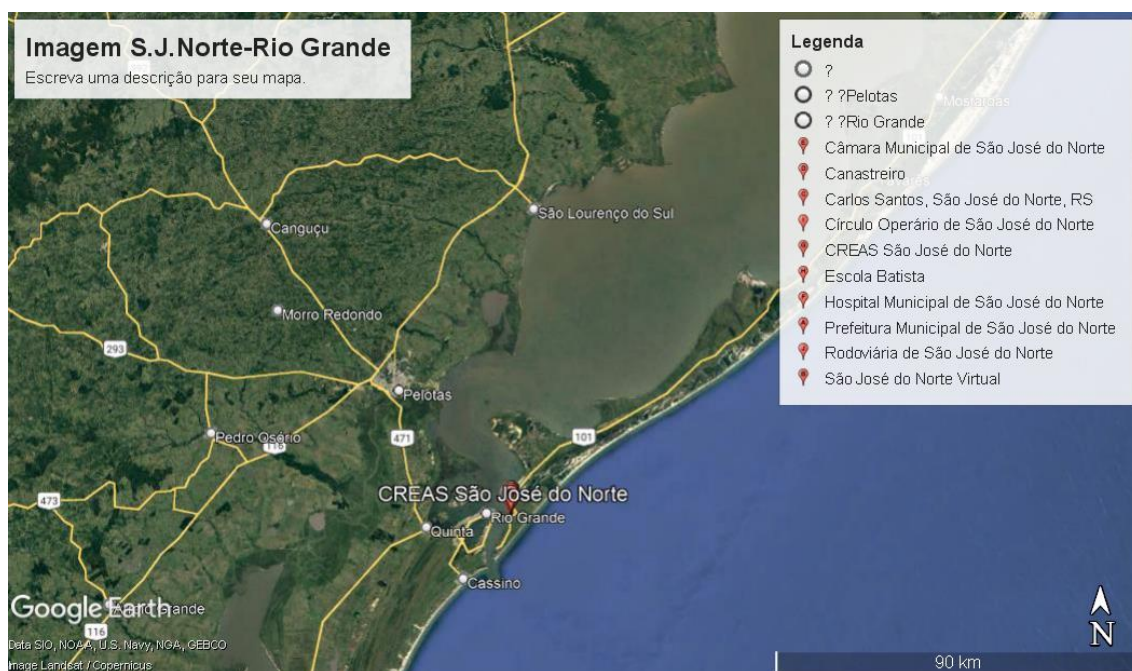 Imagem S.J.Norte-Rio Grande
Escreva uma descrição para seu mapa.
Legenda
?
? ?Pelotas
? ?Rio Grande
Câmara Municipal de São José do Norte
Canastreiro
Carlos Santos, São José do Norte, RS
Círculo Operário de São José do Norte
CREAS São José do Norte
Escola Batista
Hospital Municipal de São José do Norte
Prefeitura Municipal de São José do Norte
Rodoviária de São José do Norte
São José do Norte Virtual
Mostardas
Tavares
São Lourenço do Sul
Canguçu
Morro Redondo
293
Pelotas
Pedro Osório
116
471
101
CREAS São José do Norte
Rio Grande
473
Quinta
Cassino
Google Earth
Arroio Grande
116
Data SIO, NOAA, U.S. Navy, NGA, GEBCO
Image Landsat / Copernicus
N
90 km